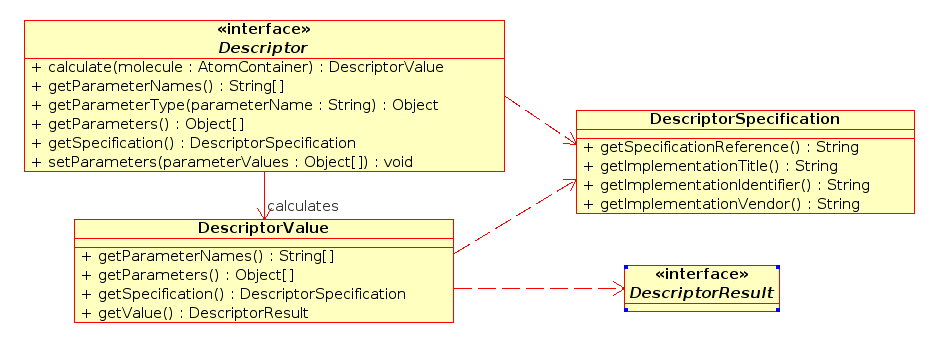 «interface»
Descriptor
+ calculate(molecule : AtomContainer) : DescriptorValue
+ getParameterNames() : String[]
+ getParameterType(parameterName : String) : Object
+ getParameters() : Object[]
+ getSpecification() : DescriptorSpecification
+ setParameters(parameterValues : Object[]) : void
DescriptorSpecification
+ getSpecificationReference() : String
+ getImplementationTitle() : String
+ getImplementationIdentifier() : String
+ getImplementationVendor() : String
calculates
DescriptorValue
+ getParameterNames() : String[]
+ getParameters() : Object[]
+ getSpecification() : DescriptorSpecification
+ getValue() : DescriptorResult
«interface»
DescriptorResult